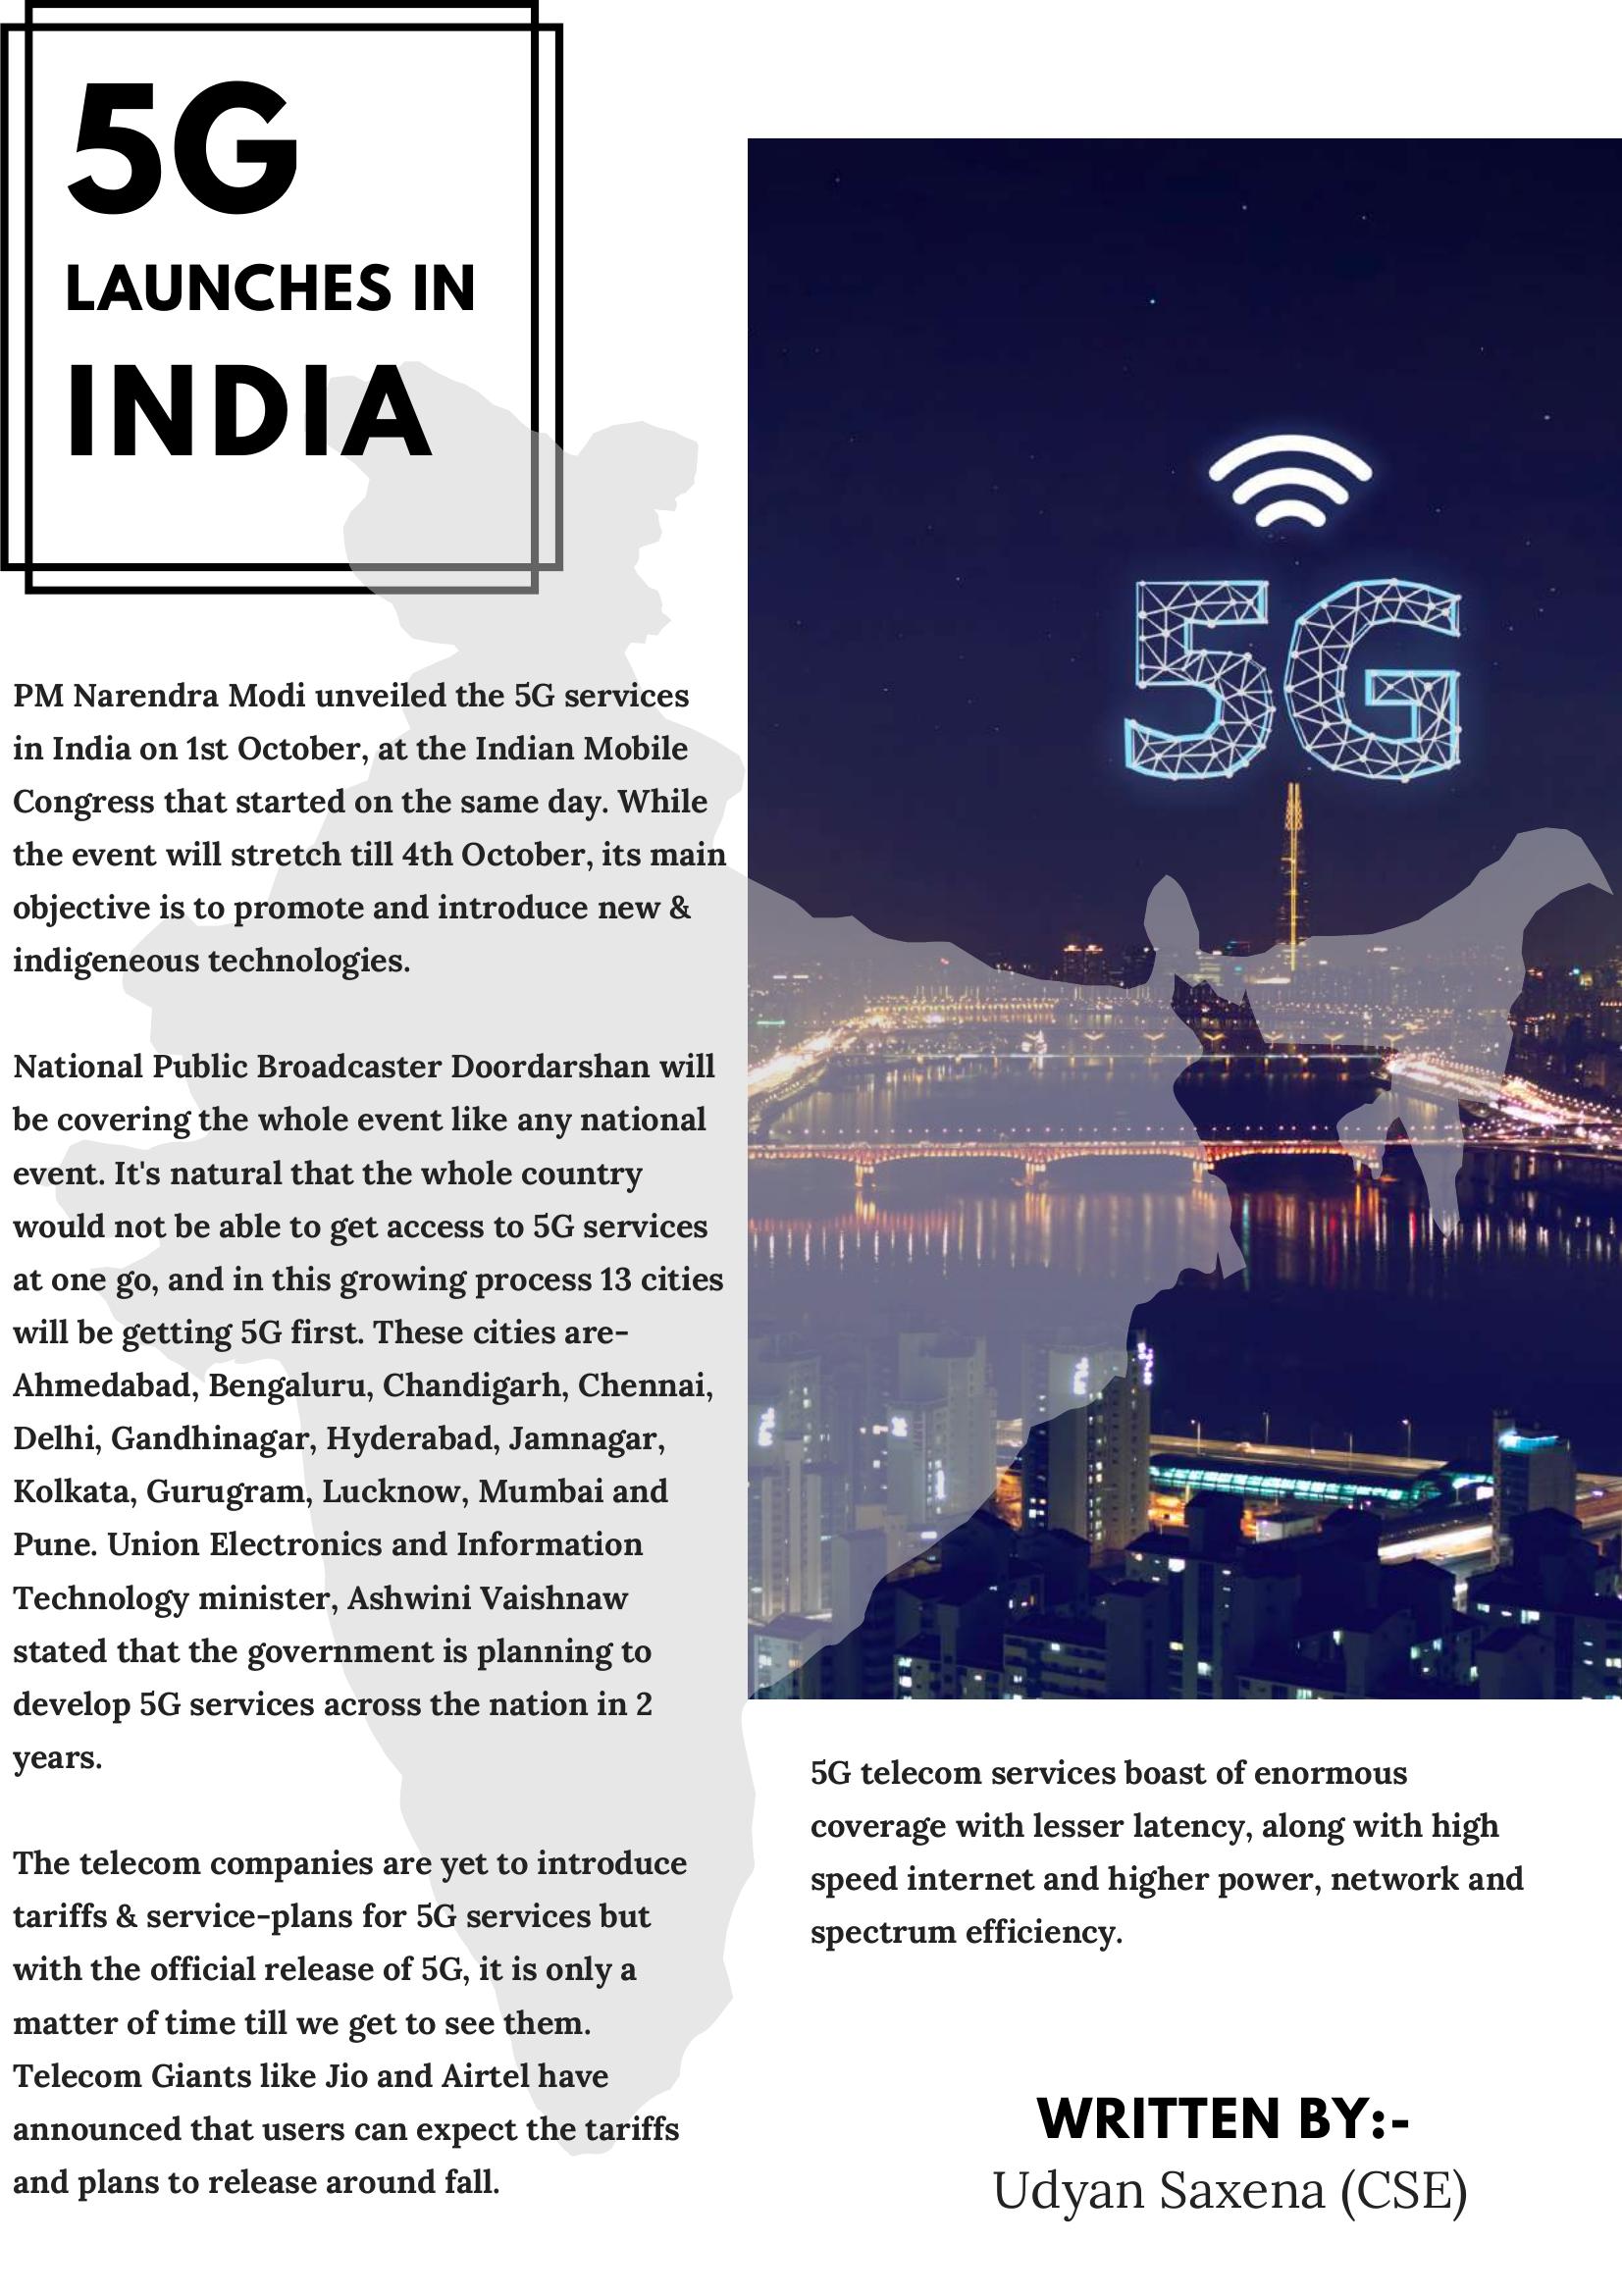 5G
LAUNCHES IN
INDIA
PM Narendra Modi unveiled the 5G services
in India on 1st October, at the Indian Mobile
Congress that started on the same day. While
the event will stretch till 4th October, its main
objective is to promote and introduce new &
indigeneous technologies.
National Public Broadcaster Doordarshan will
be covering the whole event like any national
event. It's natural that the whole country
would not be able to get access to 5G services
at one go, and in this growing process 13 cities
will be getting 5G first. These cities are-
Ahmedabad, Bengaluru, Chandigarh, Chennai,
Delhi, Gandhinagar, Hyderabad, Jamnagar,
Kolkata, Gurugram, Lucknow, Mumbai and
Pune. Union Electronics and Information
Technology minister, Ashwini Vaishnaw
stated that the government is planning to
develop 5G services across the nation in 2
years.
The telecom companies are yet to introduce
tariffs & service-plans for 5G services but
with the official release of 5G, it is only a
matter of time till we get to see them.
Telecom Giants like Jio and Airtel have
announced that users can expect the tariffs
and plans to release around fall.
5G
5G telecom services boast of enormous
coverage with lesser latency, along with high
speed internet and higher power, network and
spectrum efficiency.
WRITTEN BY:-
Udyan Saxena (CSE)